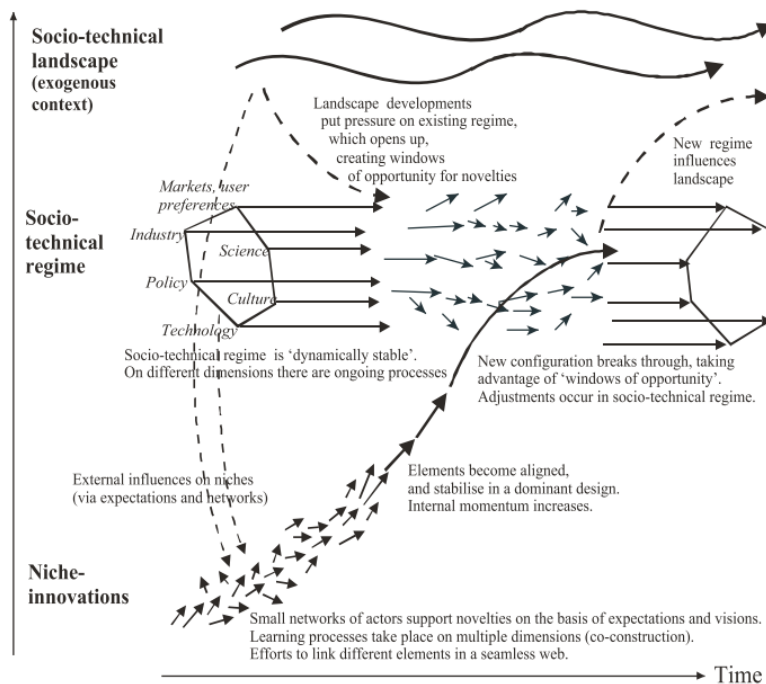 Socio-technical
landscape
(exogenous
context)
Landscape developments
put pressure on existing regime,
which opens up,
creating windows
of opportunity for novelties
New regime
influences
landscape
Markets, user
preferences
Socio-
technical
regime
Industry
Science
Policy
Culture
Technology
Socio-technical regime is ‘dynamically stable’.
On different dimensions there are ongoing processes
New configuration breaks through, taking
advantage of ‘windows of opportunity’.
Adjustments occur in socio-technical regime.
External influences on niches
(via expectations and networks)
Elements become aligned,
and stabilise in a dominant design.
Internal momentum increases.
Niche-
innovations
Small networks of actors support novelties on the basis of expectations and visions.
Learning processes take place on multiple dimensions (co-construction).
Efforts to link different elements in a seamless web.
Time